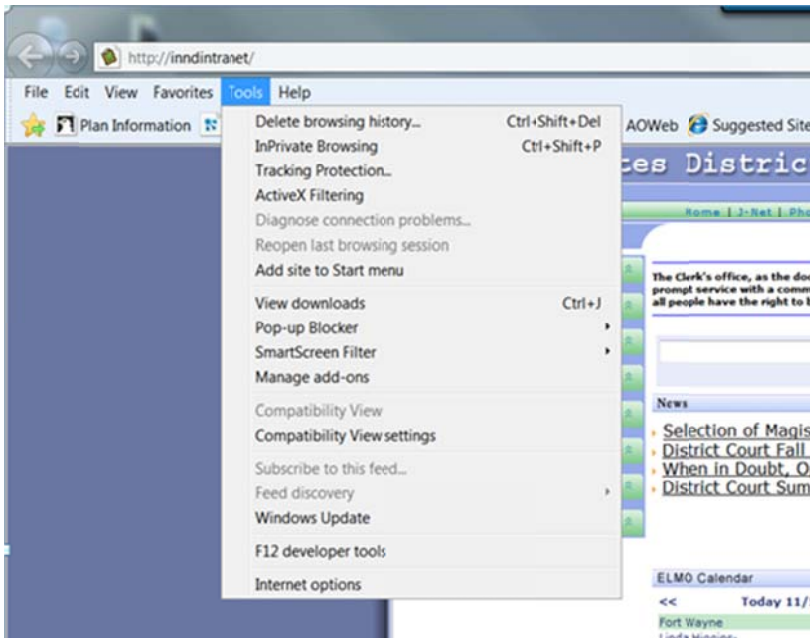 http://inndintranet/
File Edit View Favorites Tools Help
Plan Information
AOWeb Suggested Site
Delete browsing history... Ctrl+Shift+Del
InPrivate Browsing Ctrl+Shift+P
Tracking Protection...
ActiveX Filtering
Diagnose connection problems...
Reopen last browsing session
Add site to Start menu
View downloads Ctrl+J
Pop-up Blocker
SmartScreen Filter
Manage add-ons
Compatibility View
Compatibility View settings
Subscribe to this feed...
Feed discovery
Windows Update
F12 developer tools
Internet options
tes Distric
Home | J-Net | Pho
The Clerk's office, as the do
prompt service with a comm
all people have the right to b
News
Selection of Magis
District Court Fall
When in Doubt, O
District Court Sum
ELMO Calendar
<< Today 11/
Fort Wayne
Linda Higgins-